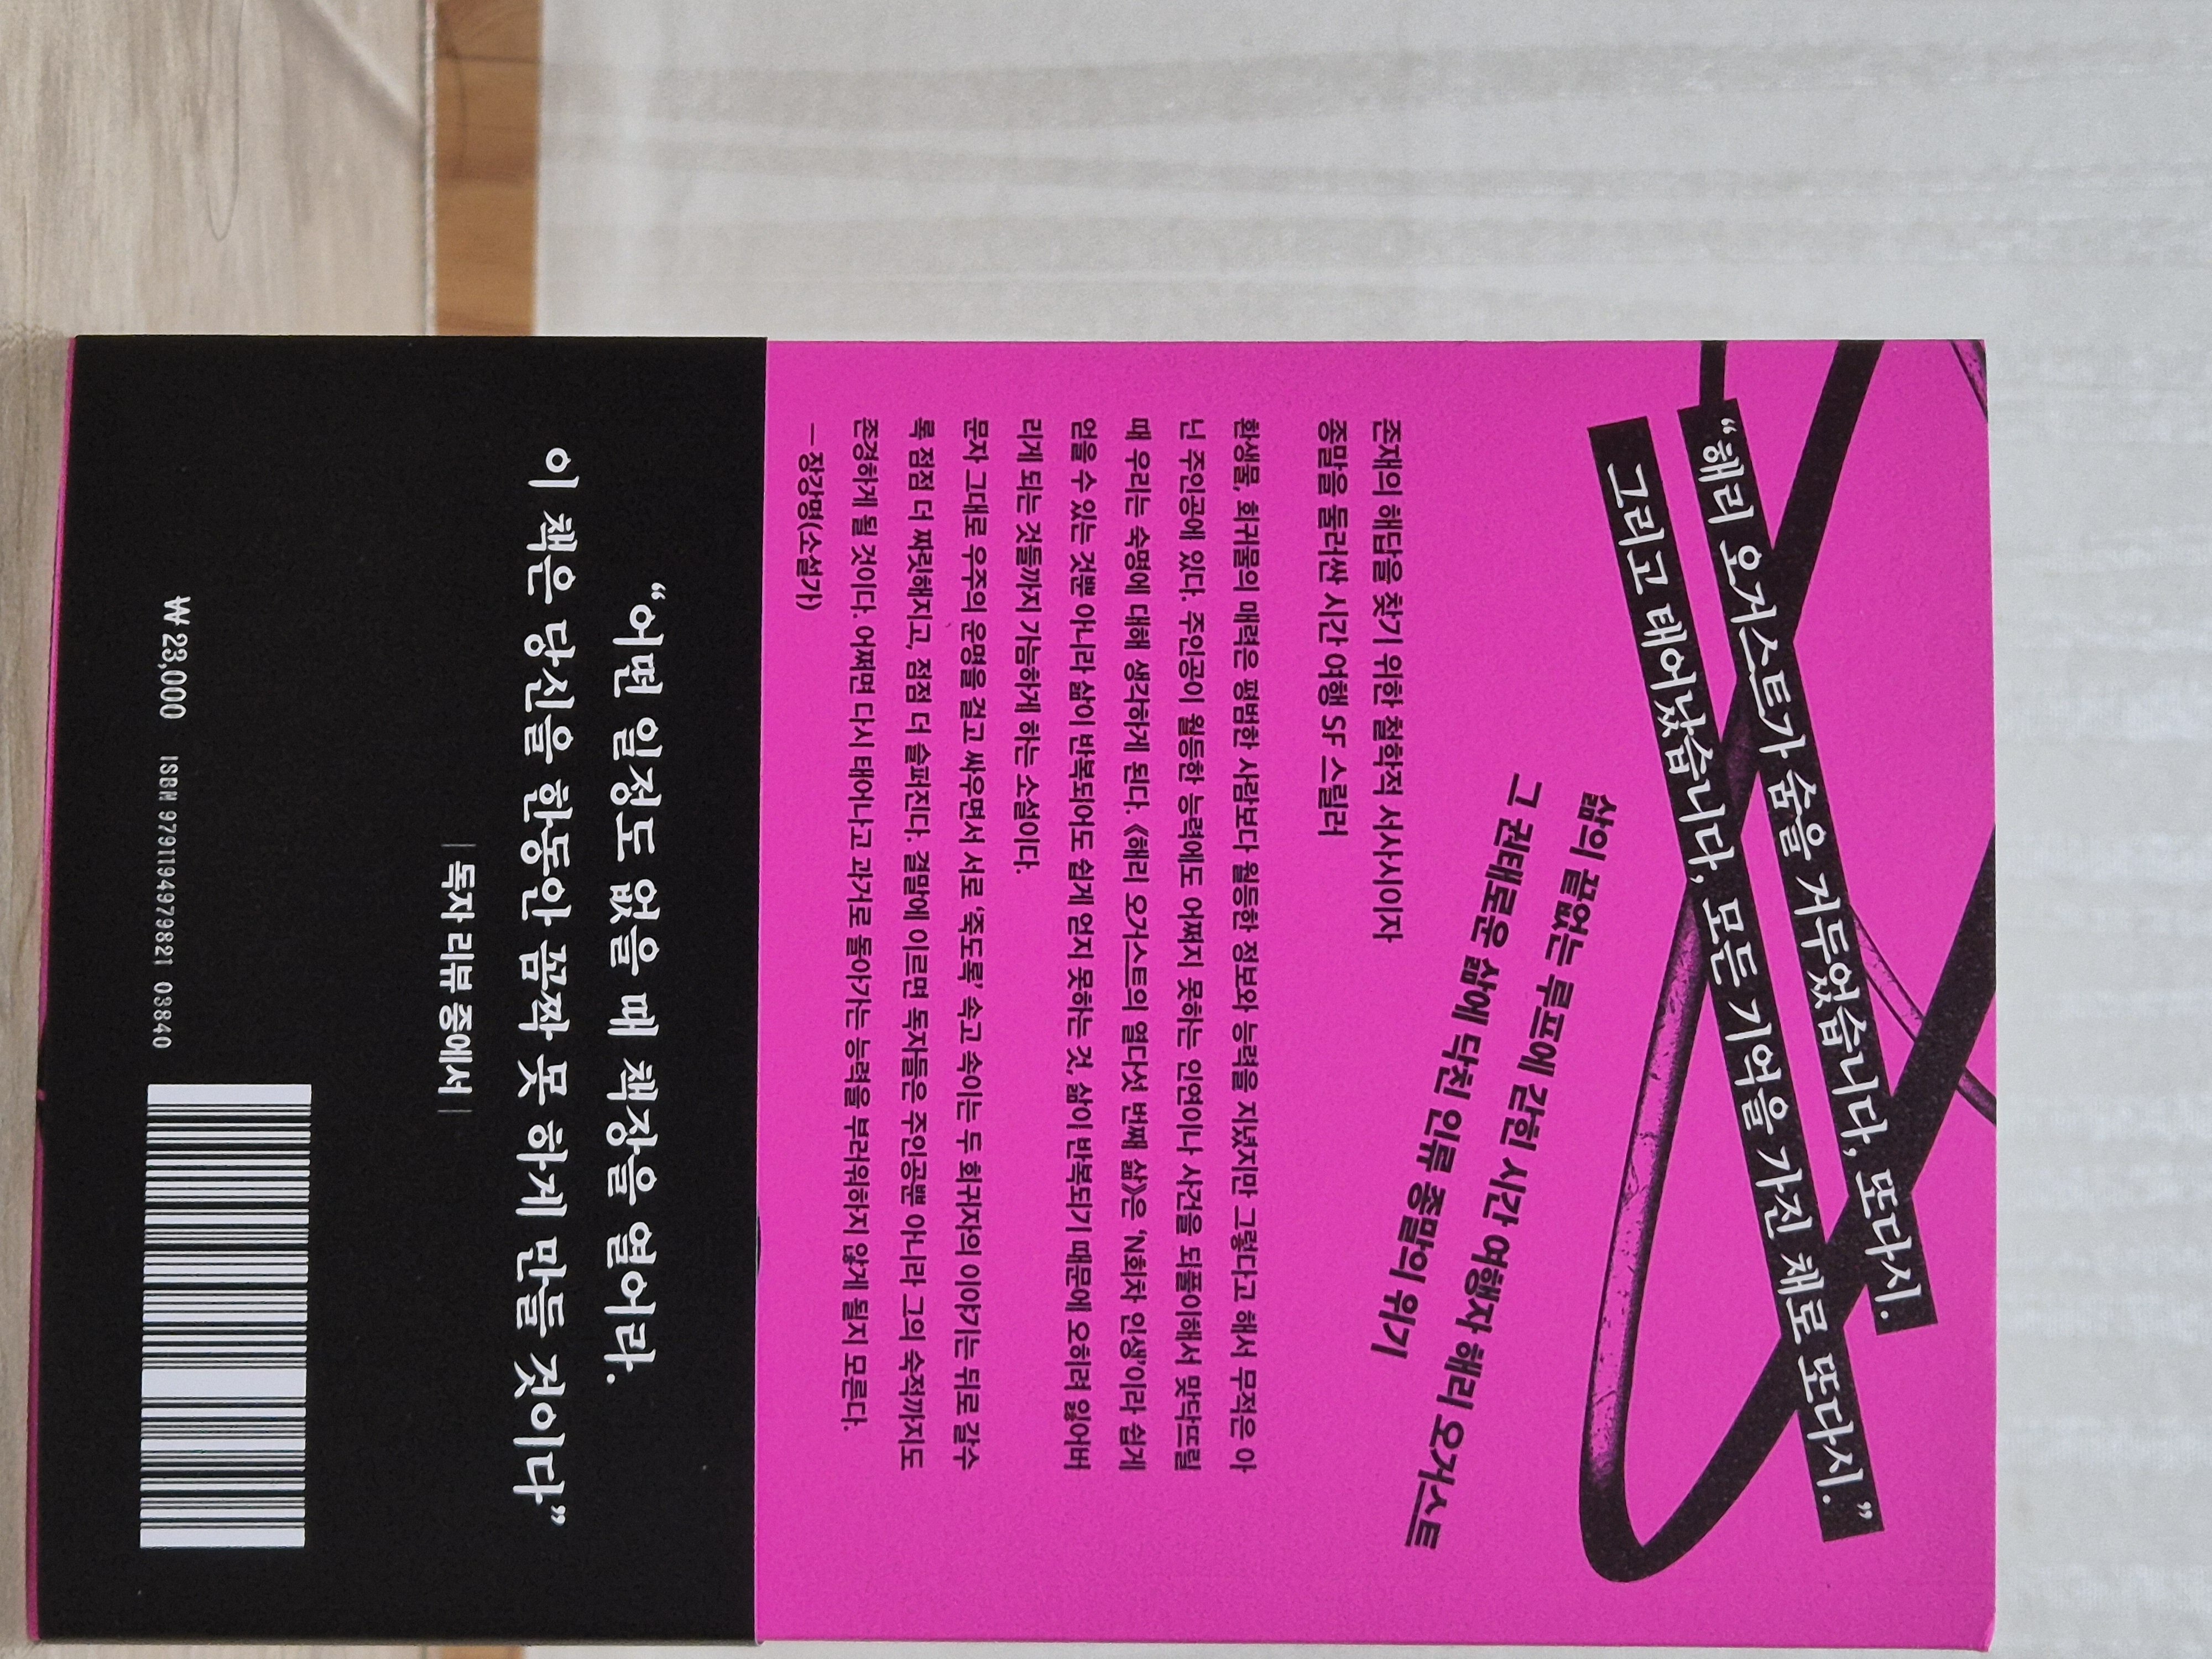 “해리 오거스트가 숨을 거두었습니다, 또다시.
그리고 태어났습니다, 모든 기억을 가진 채로 또다시.”
삶의 끝없는 루프에 갇힌 시간 여행자 해리 오거스트
그 권태로운 삶에 닥친 인류 종말의 위기
존재의 해답을 찾기 위한 철학적 서사시이자
종말을 둘러싼 시간 여행 SF 스릴러
환생물, 회귀물의 매력은 평범한 사람보다 월등한 정보와 능력을 지녔지만 그렇다고 해서 무적은 아
닌 주인공에 있다. 주인공이 월등한 능력에도 어쩌지 못하는 인연이나 사건을 되풀이해서 맞닥뜨릴
때 우리는 숙명에 대해 생각하게 된다. 《해리 오거스트의 열다섯 번째 삶》은 ‘N회차 인생’이라 쉽게
얻을 수 있는 것뿐 아니라 삶이 반복되어도 쉽게 얻지 못하는 것, 삶이 반복되기 때문에 오히려 잃어버
리게 되는 것들까지 가늠하게 하는 소설이다.
문자 그대로 우주의 운명을 걸고 싸우면서 서로 ‘죽도록’ 속고 속이는 두 회귀자의 이야기는 뒤로 갈수
록 점점 더 짜릿해지고, 점점 더 슬퍼진다. 결말에 이르면 독자들은 주인공뿐 아니라 그의 숙적까지도
존경하게 될 것이다. 어쩌면 다시 태어나고 과거로 돌아가는 능력을 부러워하지 않게 될지 모른다.
—장강명(소설가)
“어떤 일정도 없을 때 책장을 열어라.
이 책은 당신을 한동안 꼼짝 못 하게 만들 것이다”
| 독자 리뷰 중에서 |
₩ 23,000 ISBN 9791194979821 03840